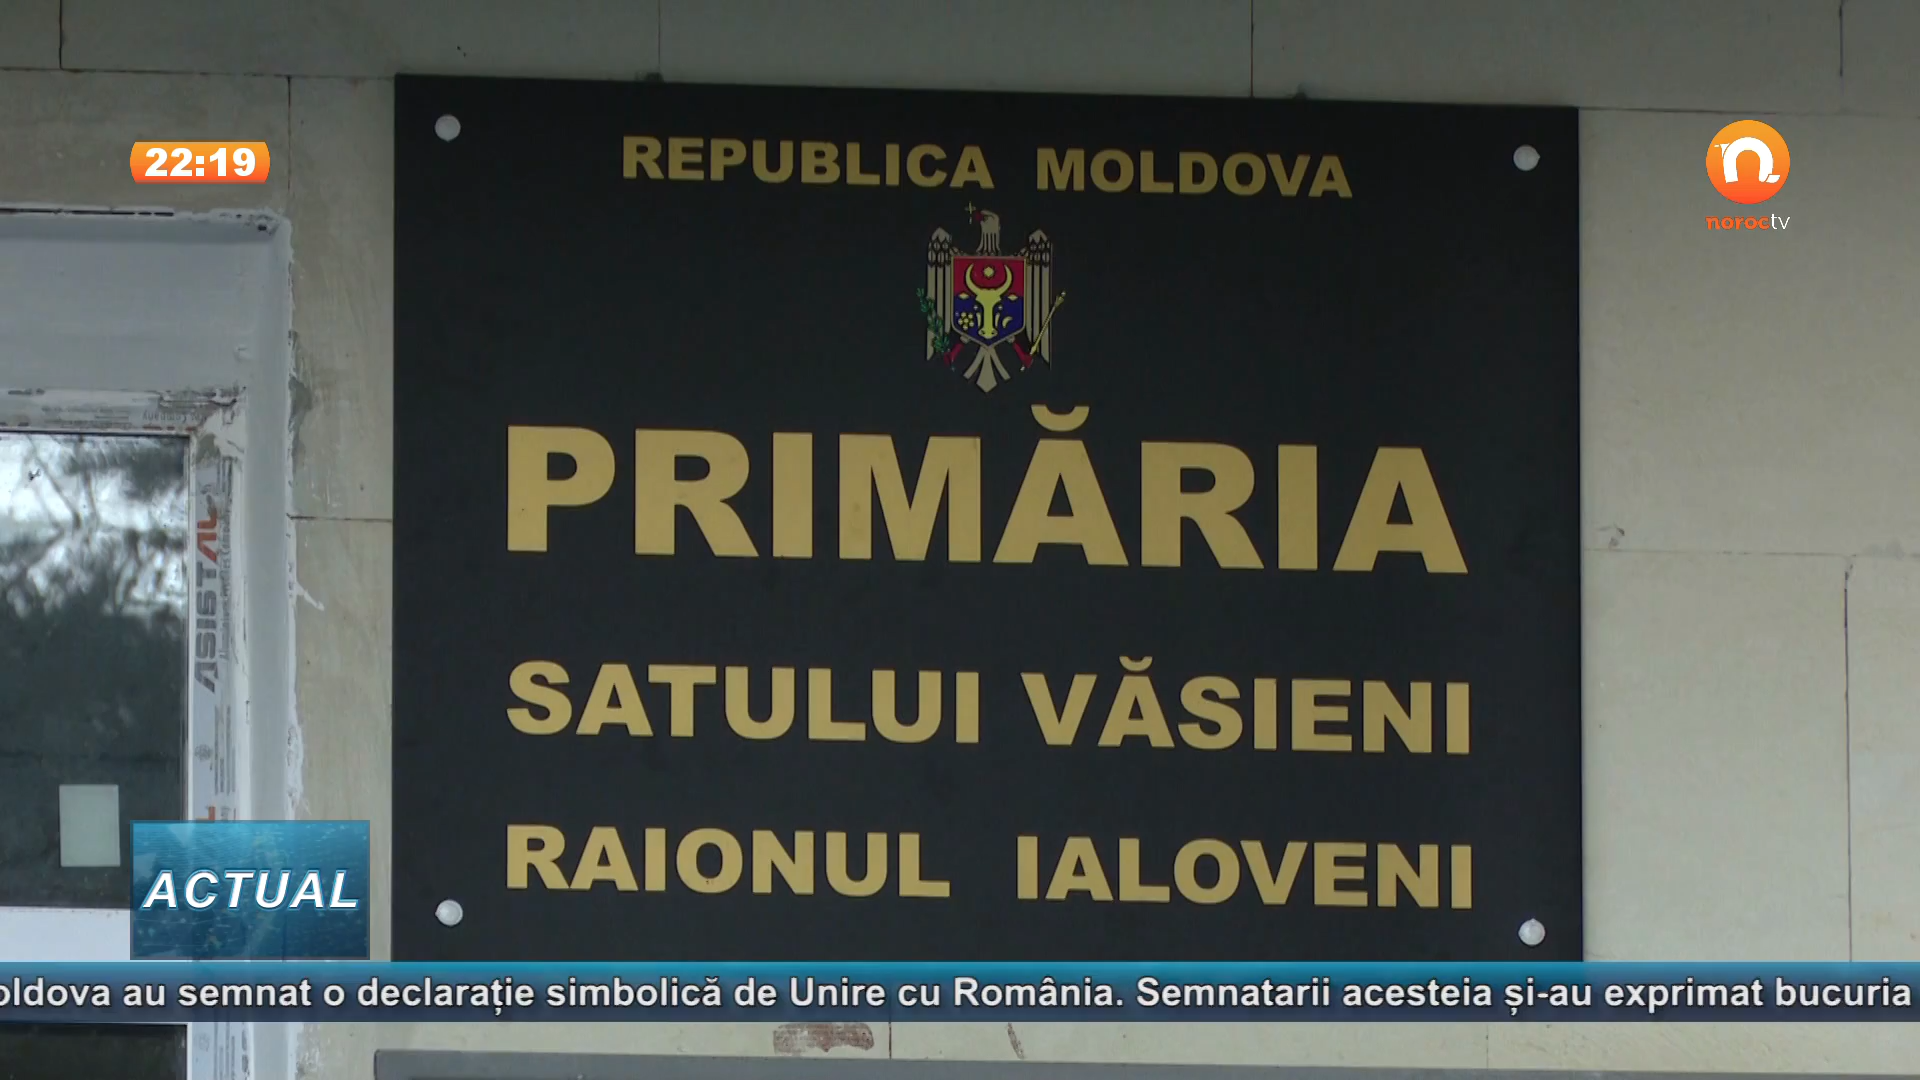 REPUBLICA MOLDOVA
22:19
noroctv
PRIMĂRIA
ASISTAL
SATULUI VĂSIENI
RAIONUL IALOVENI
ACTUAL
oldova au semnat o declarație simbolică de Unire cu România. Semnatarii acesteia și-au exprimat bucuria